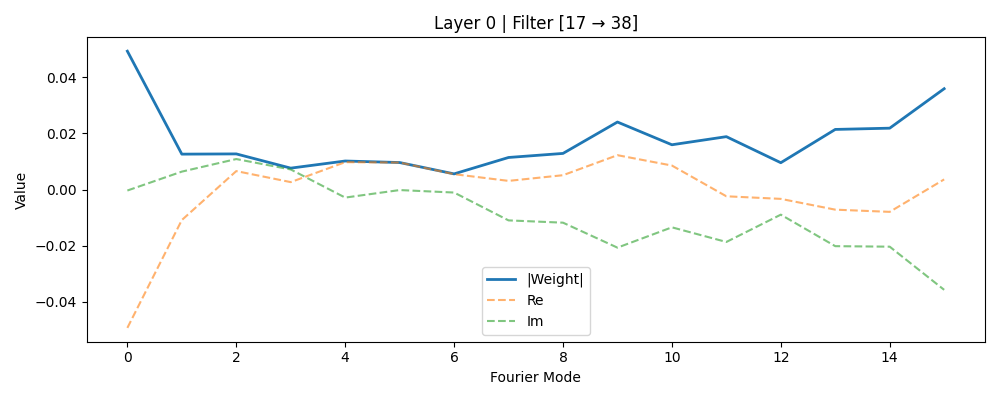 Layer 0 | Filter [17 → 38]
Value
0.04
0.02
0.00
−0.02
−0.04
|Weight|
Re
Im
0 2 4 6 8 10 12 14
Fourier Mode